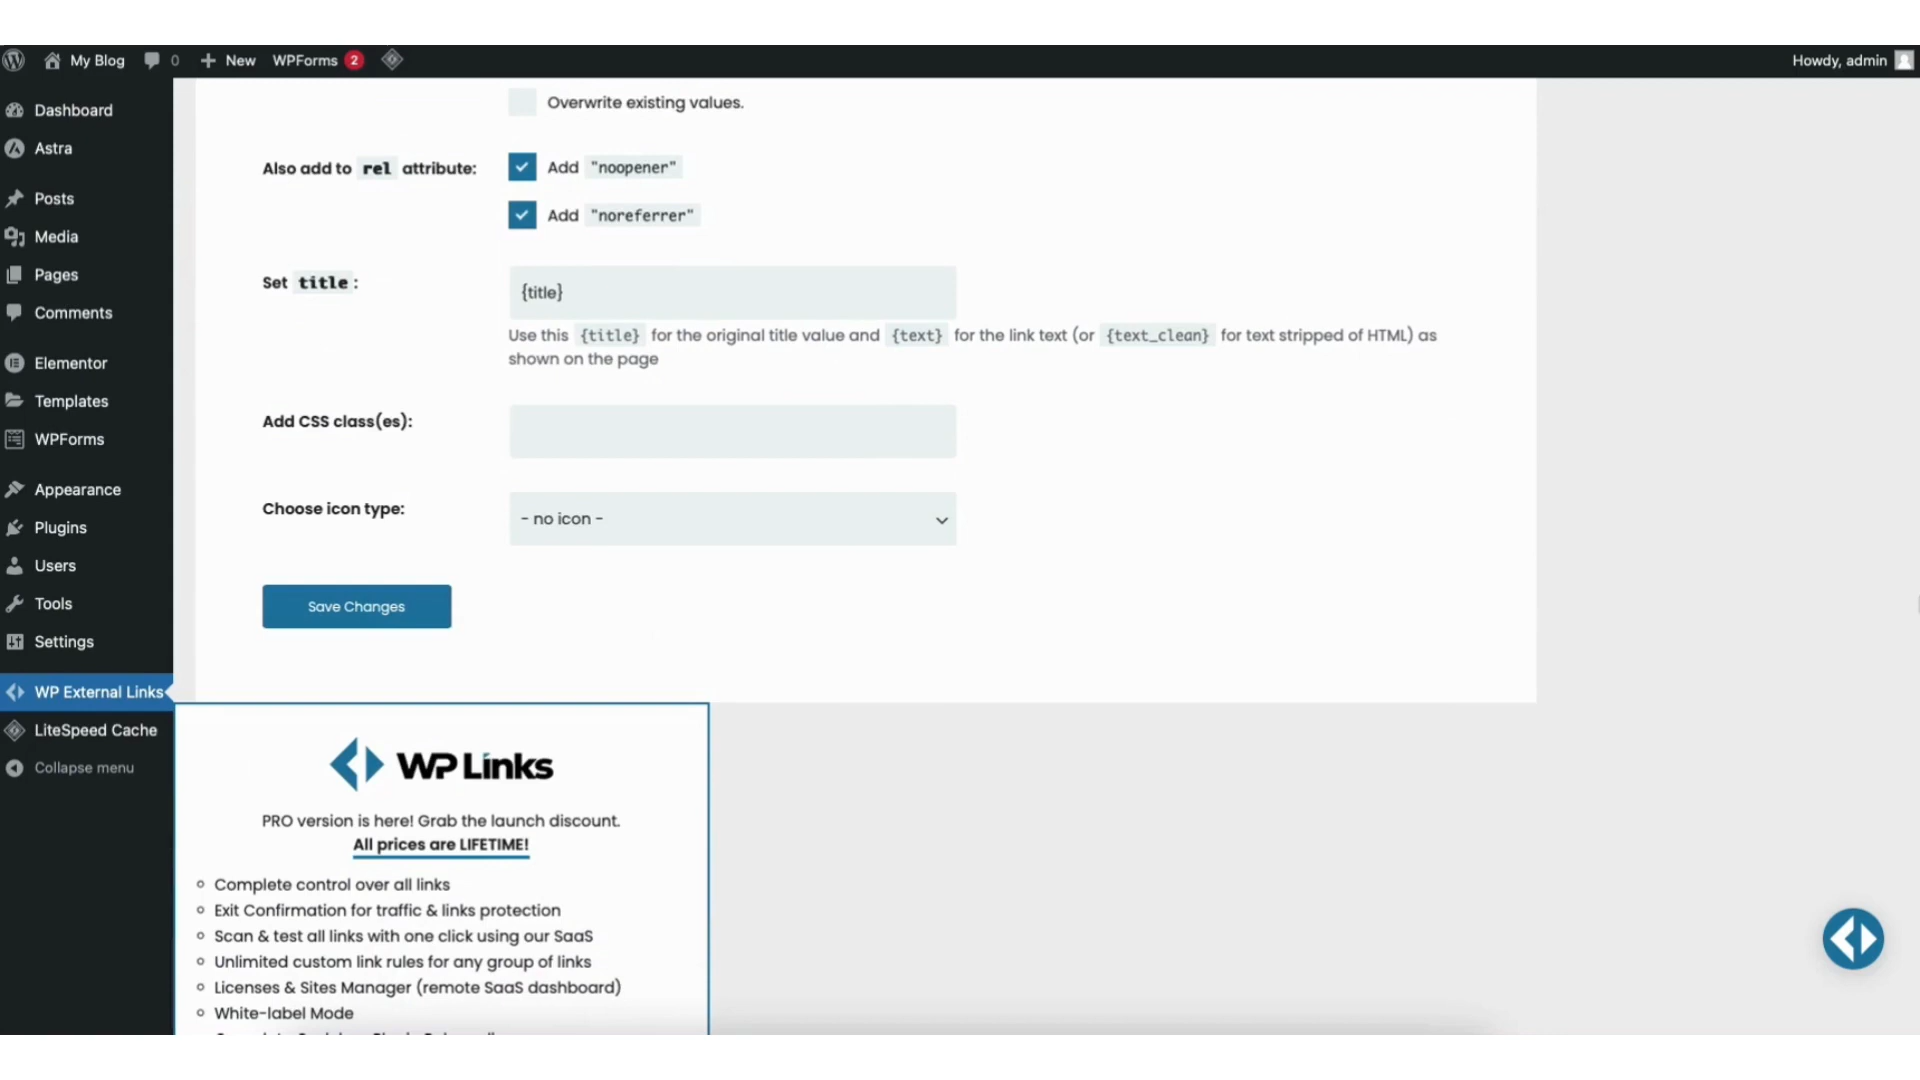 My Blog
0
New
WPForms 2
Howdy, admin
Dashboard
Astra
Posts
Media
Pages
Comments
Elementor
Templates
WPForms
Appearance
Plugins
Users
Tools
Settings
WP External Links
LiteSpeed Cache
Collapse menu
Overwrite existing values.
Also add to rel attribute:
Add "noopener"
Add "noreferrer"
Set title :
{title}
Use this {title} for the original title value and {text} for the link text (or {text_clean} for text stripped of HTML) as
shown on the page
Add CSS class(es):
Choose icon type:
- no icon -
Save Changes
WP Links
PRO version is here! Grab the launch discount.
All prices are LIFETIME!
Complete control over all links
Exit Confirmation for traffic & links protection
Scan & test all links with one click using our SaaS
Unlimited custom link rules for any group of links
Licenses & Sites Manager (remote SaaS dashboard)
White-label Mode